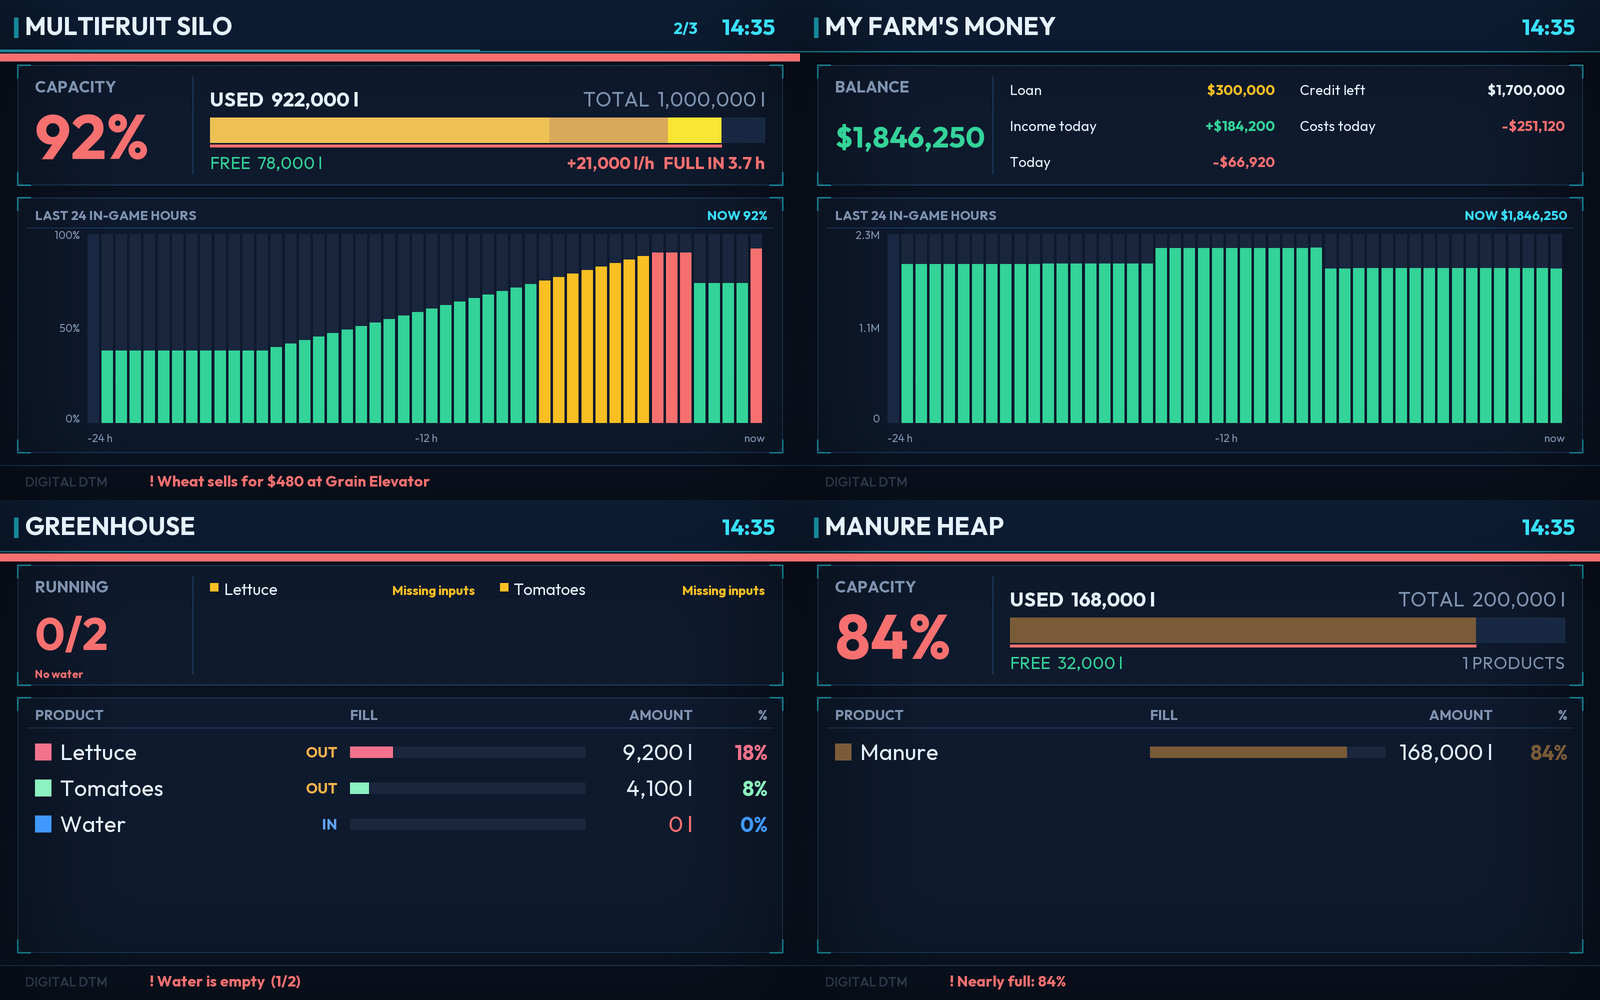 MULTIFRUIT SILO 2/3 14:35
CAPACITY
92%
USED 922,000 l TOTAL 1,000,000 l
FREE 78,000 l +21,000 l/h FULL IN 3.7 h
LAST 24 IN-GAME HOURS NOW 92%
100%
50%
0%
-24 h -12 h now
DIGITAL DTM ! Wheat sells for $480 at Grain Elevator
MY FARM'S MONEY 14:35
BALANCE
$1,846,250
Loan $300,000 Credit left $1,700,000
Income today +$184,200 Costs today -$251,120
Today -$66,920
LAST 24 IN-GAME HOURS NOW $1,846,250
2.3M
1.1M
0
-24 h -12 h now
DIGITAL DTM
GREENHOUSE 14:35
RUNNING
0/2
No water
Lettuce Missing inputs Tomatoes Missing inputs
PRODUCT FILL AMOUNT %
Lettuce OUT 9,200 l 18%
Tomatoes OUT 4,100 l 8%
Water IN 0 l 0%
DIGITAL DTM ! Water is empty (1/2)
MANURE HEAP 14:35
CAPACITY
84%
USED 168,000 l TOTAL 200,000 l
FREE 32,000 l 1 PRODUCTS
PRODUCT FILL AMOUNT %
Manure 168,000 l 84%
DIGITAL DTM ! Nearly full: 84%